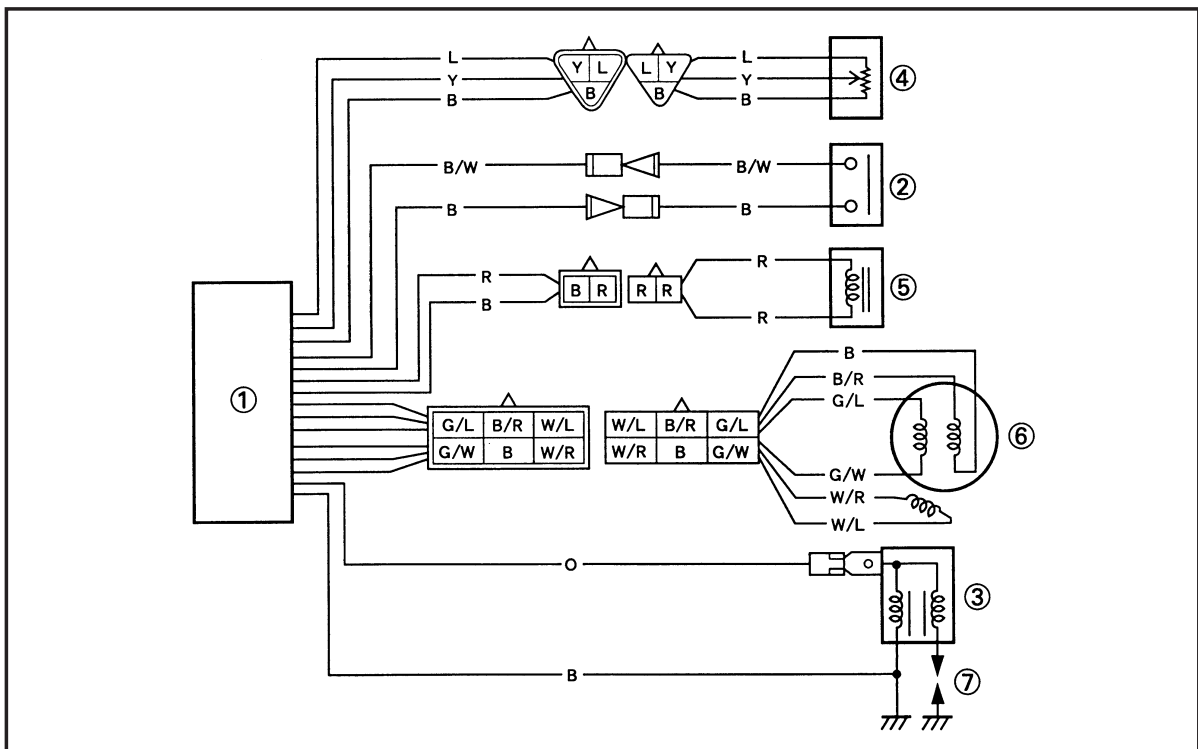 L Y L L Y L
Y Y
B B B B
④
B/W B/W
②
B B
R R
B R R R
⑤
B R
①
B
B/R
G/L
G/L B/R W/L W/L B/R G/L
G/W B W/R W/R B G/W
⑥
G/W
W/R
W/L
O
③
B
⑦